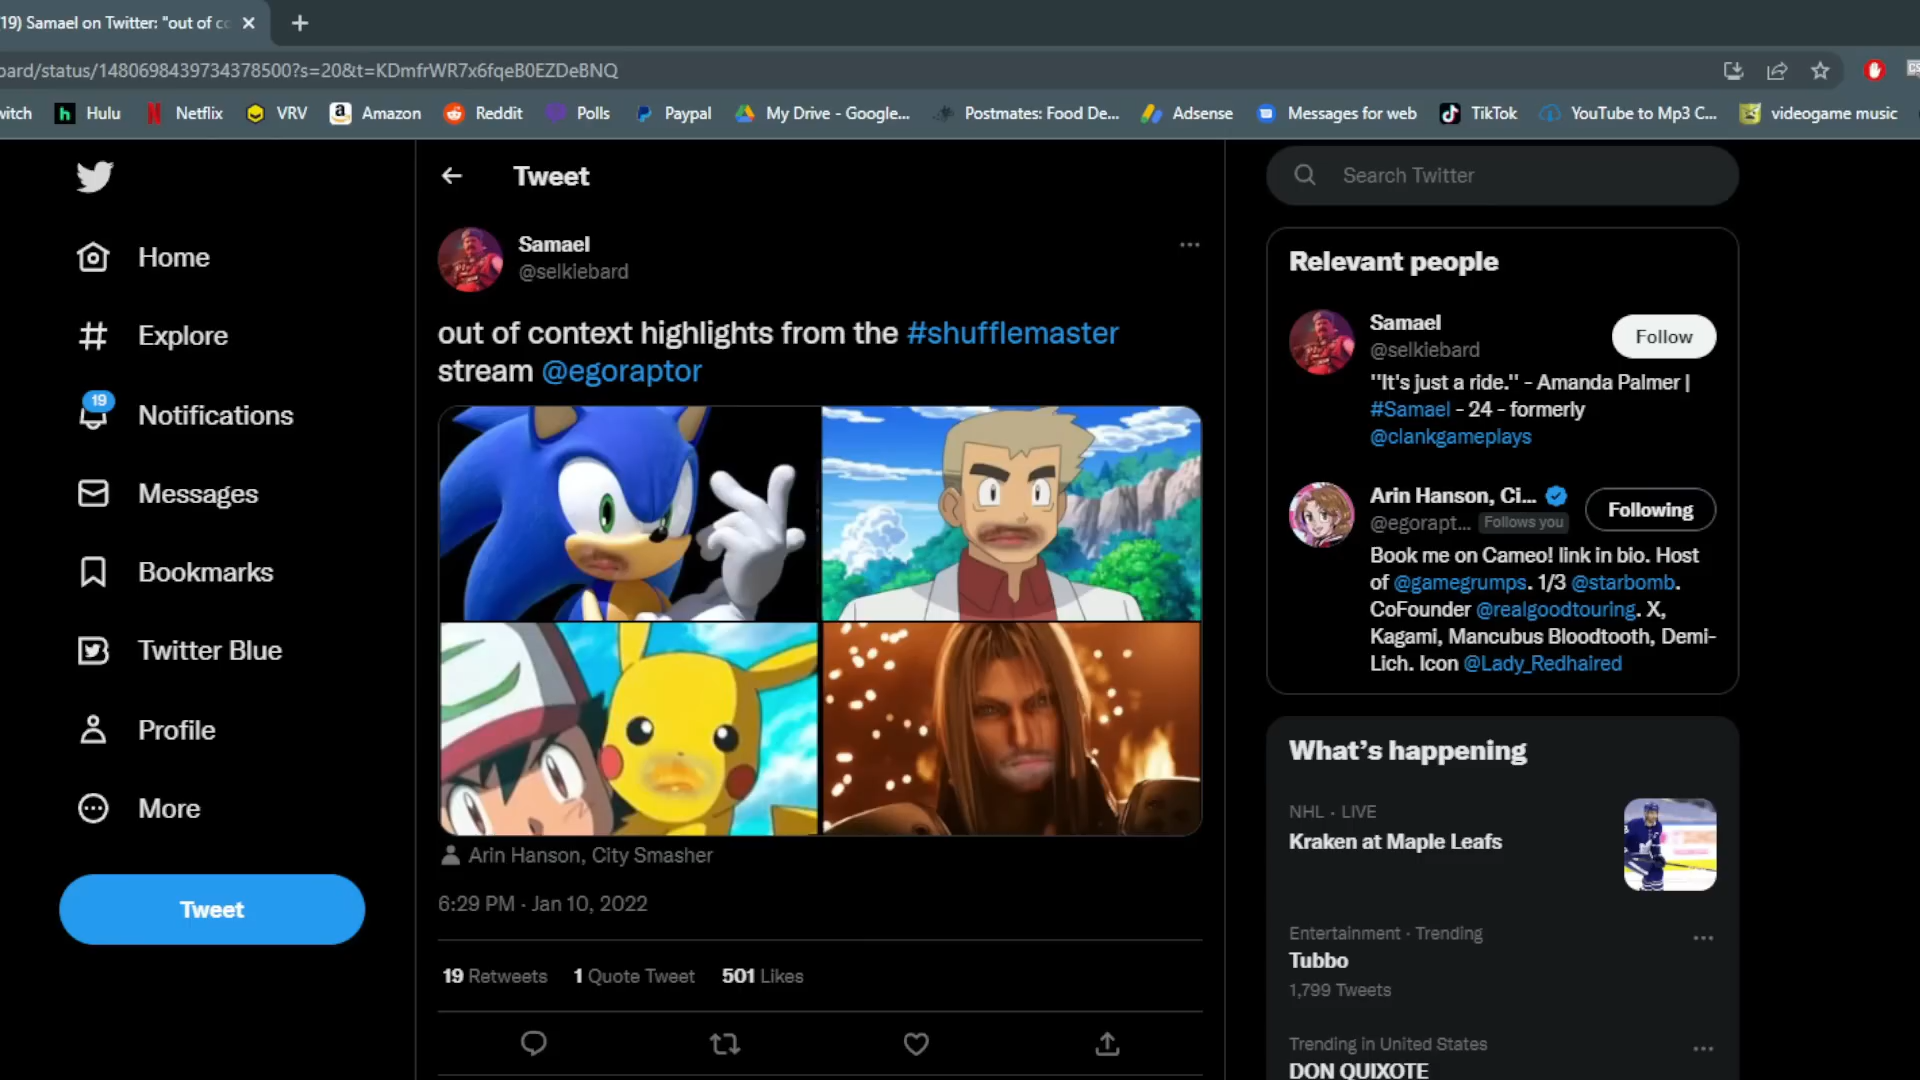 19) Samael on Twitter: "out of co
oard/status/1480698439734378500?s=20&t=KDmfrWR7x6fqeB0EZDeBNQ
witch
Hulu
Netflix
VRV
Amazon
Reddit
Polls
Paypal
My Drive - Google...
Postmates: Food De...
Adsense
Messages for web
TikTok
YouTube to Mp3 C...
videogame music
Home
Explore
19
Notifications
Messages
Bookmarks
Twitter Blue
Profile
More
Tweet
Tweet
Samael
@selkiebard
out of context highlights from the #shufflemaster
stream @egoraptor
Arin Hanson, City Smasher
6:29 PM · Jan 10, 2022
19 Retweets 1 Quote Tweet 501 Likes
Search Twitter
Relevant people
Samael
@selkiebard
Follow
"It's just a ride." - Amanda Palmer |
#Samael - 24 - formerly
@clankgameplays
Arin Hanson, Ci...
@egorapt... Follows you
Following
Book me on Cameo! link in bio. Host
of @gamegrumps. 1/3 @starbomb.
CoFounder @realgoodtouring. X,
Kagami, Mancubus Bloodtooth, Demi-
Lich. Icon @Lady_Redhaired
What's happening
NHL · LIVE
Kraken at Maple Leafs
Entertainment · Trending
Tubbo
1,799 Tweets
Trending in United States
DON QUIXOTE